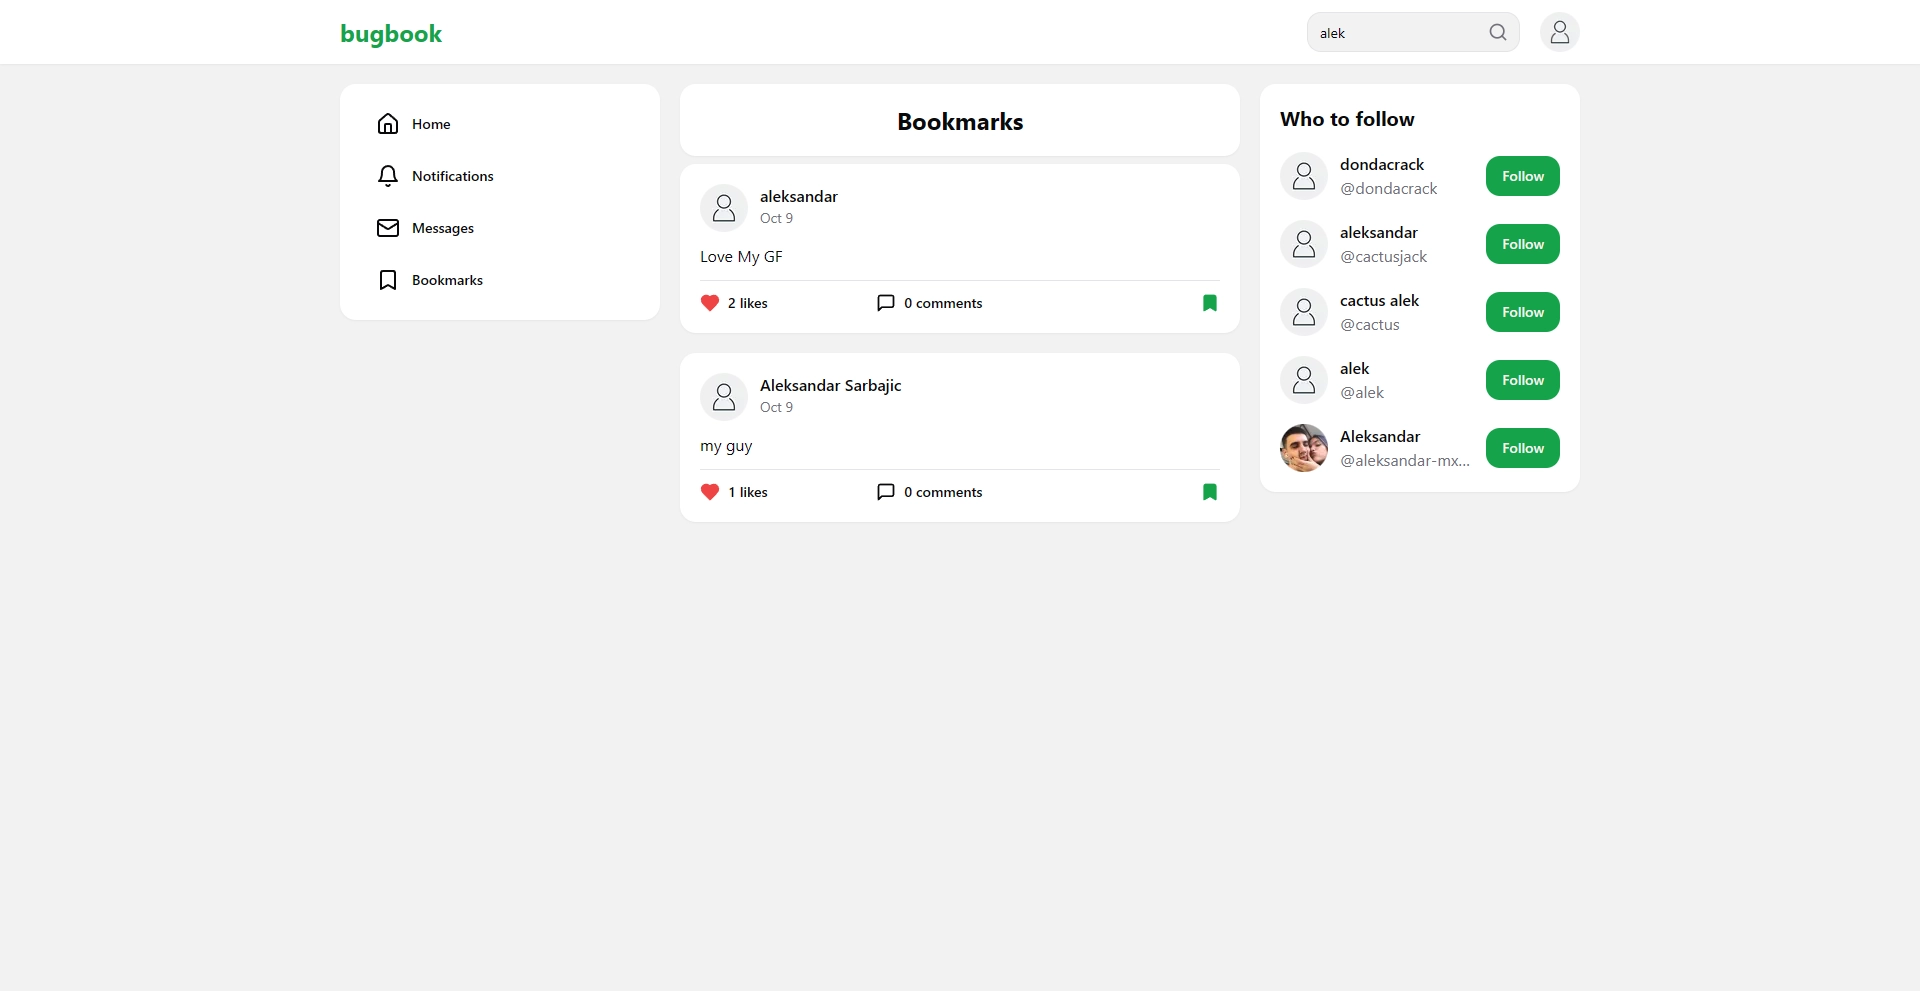 bugbook
alek
Home
Notifications
Messages
Bookmarks
Bookmarks
aleksandar
Oct 9
Love My GF
2 likes
0 comments
Aleksandar Sarbajic
Oct 9
my guy
1 likes
0 comments
Who to follow
dondacrack
@dondacrack
Follow
aleksandar
@cactusjack
Follow
cactus alek
@cactus
Follow
alek
@alek
Follow
Aleksandar
@aleksandar-mx...
Follow